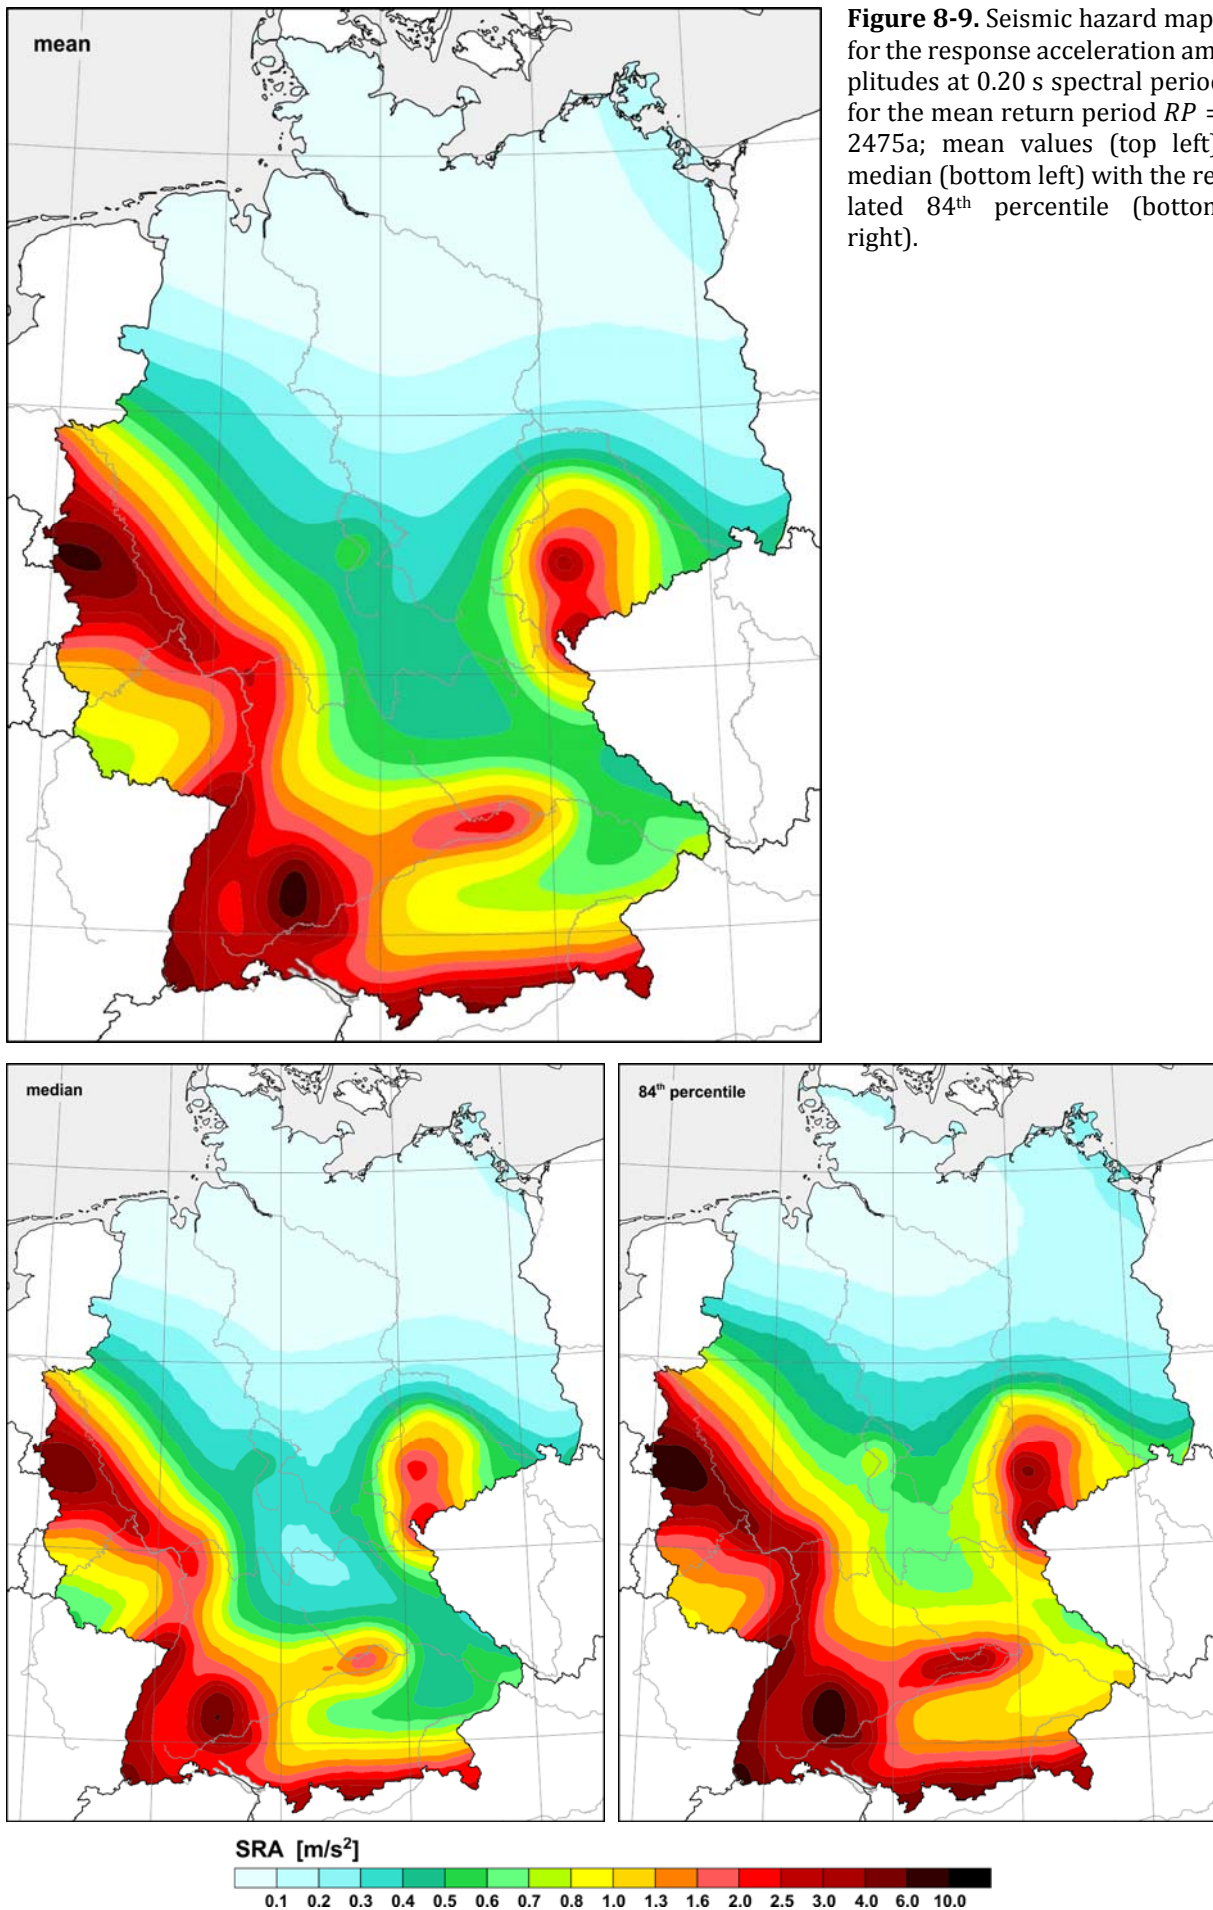 mean
Figure 8-9. Seismic hazard map
for the response acceleration am
plitudes at 0.20 s spectral period
for the mean return period RP =
2475a; mean values (top left)
median (bottom left) with the re
lated 84th percentile (bottom
right).
median
84th percentile
SRA [m/s²]
0.1 0.2 0.3 0.4 0.5 0.6 0.7 0.8 1.0 1.3 1.6 2.0 2.5 3.0 4.0 6.0 10.0